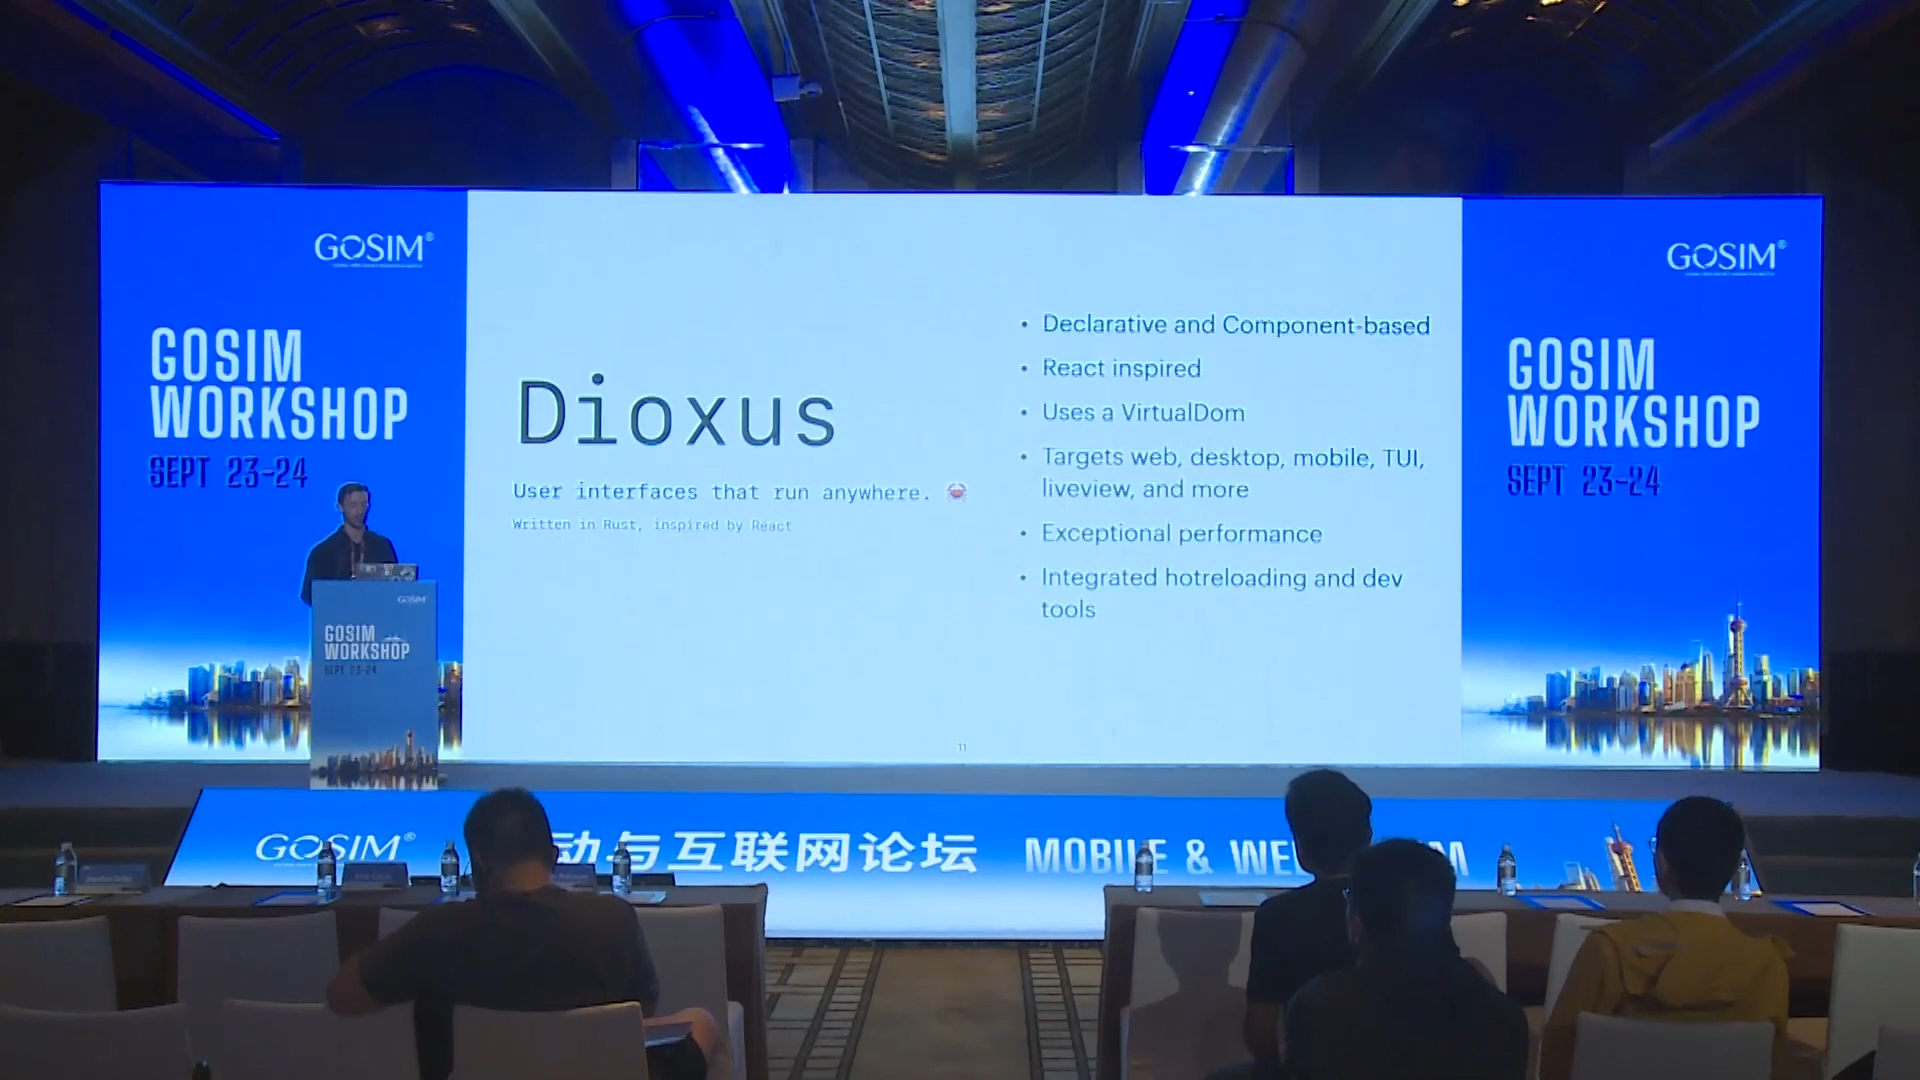 GOSIM®
GOSIM
WORKSHOP
SEPT 23-24
Dioxus
User interfaces that run anywhere. 🦀
Written in Rust, inspired by React
• Declarative and Component-based
• React inspired
• Uses a VirtualDom
• Targets web, desktop, mobile, TUI,
liveview, and more
• Exceptional performance
• Integrated hotreloading and dev
tools
11
GOSIM®
GOSIM
WORKSHOP
SEPT 23-24
GOSIM
GOSIM
WORKSHOP
SEPT 23-24
GOSIM®
动与互联网论坛
MOBILE & WE